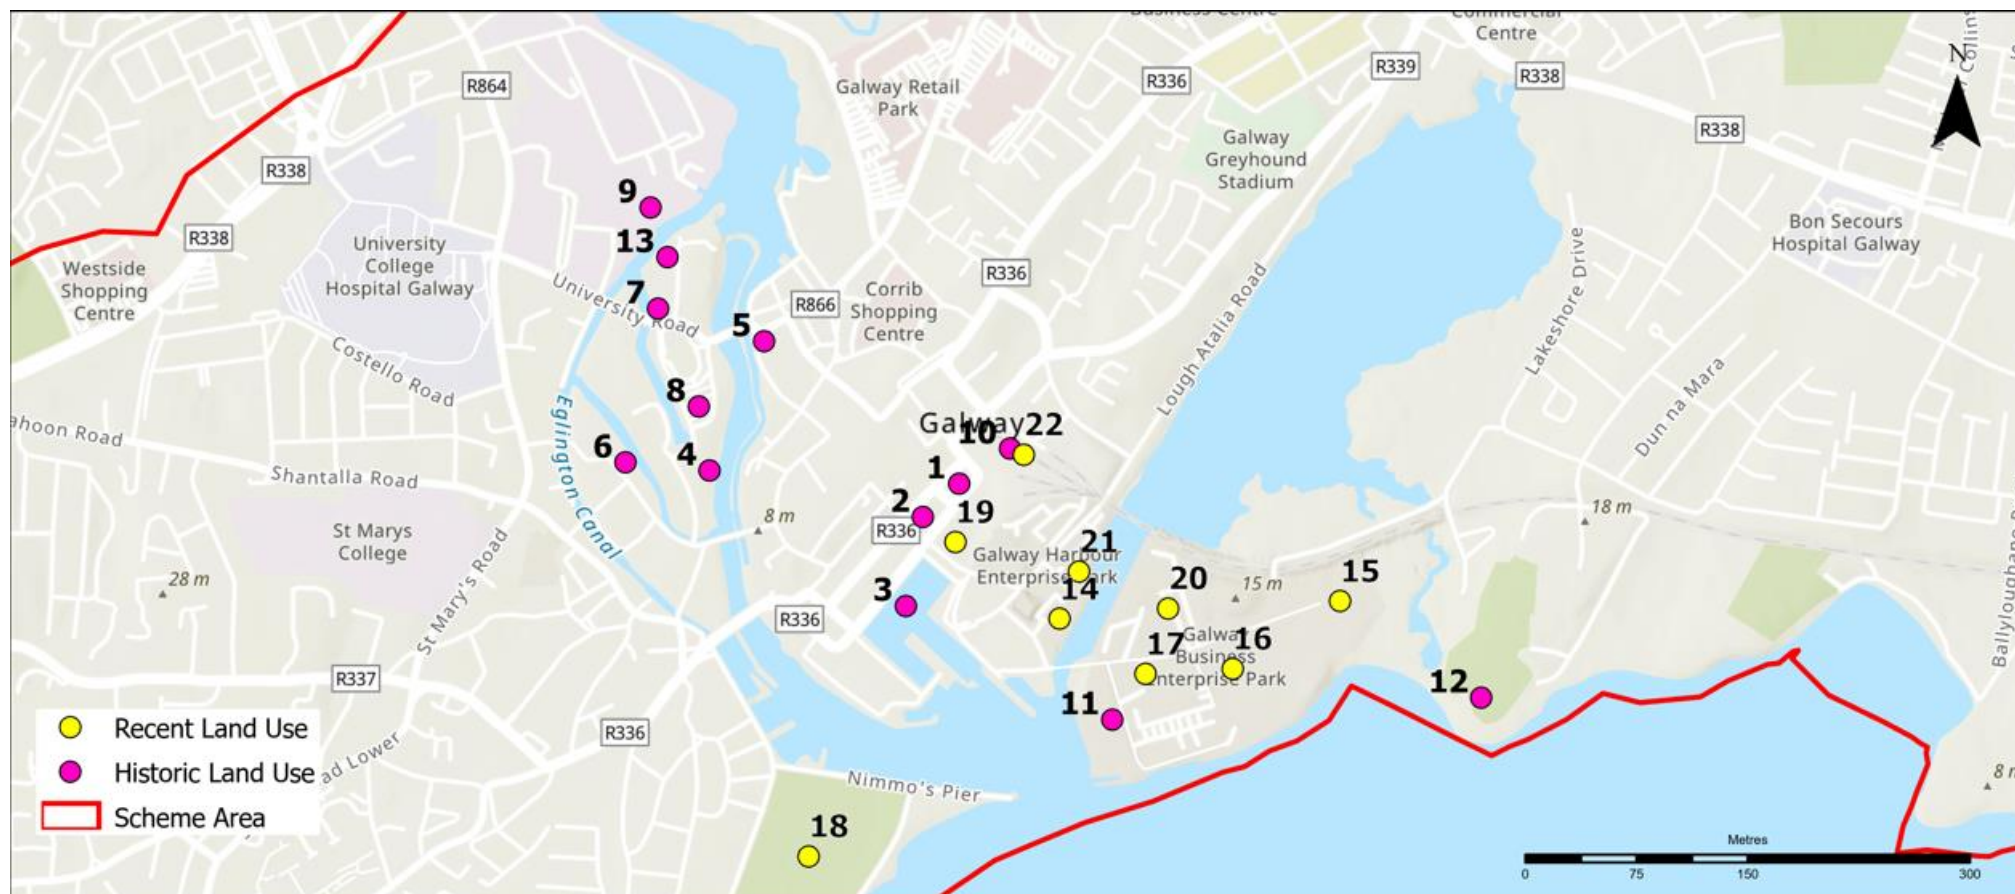 Business Centre
Commercial
Centre
N
R864
Galway Retail
Park
R336
R339
R338
R338
Galway
Greyhound
Stadium
R338
9
R338
University
College
Hospital Galway
13
Bon Secours
Hospital Galway
Westside
Shopping
Centre
R336
7
University Road
R866
Corrib
Shopping
Centre
5
Lough Atalia Road
Lakeshore Drive
Costello Road
8
Dun na Mara
ahoon Road
Eglington Canal
Galway
10
22
6
4
Shantalla Road
1
2
19
8 m
18 m
R336
St Marys
College
St Mary's Road
Galway Harbour
Enterprise Park
21
28 m
3
14
20
15 m
15
R336
17
Galway
Business
Enterprise Park
16
R337
12
11
R336
Recent Land Use
Historic Land Use
ad Lower
Scheme Area
Nimmo's Pier
18
Metres
0
75
150
300